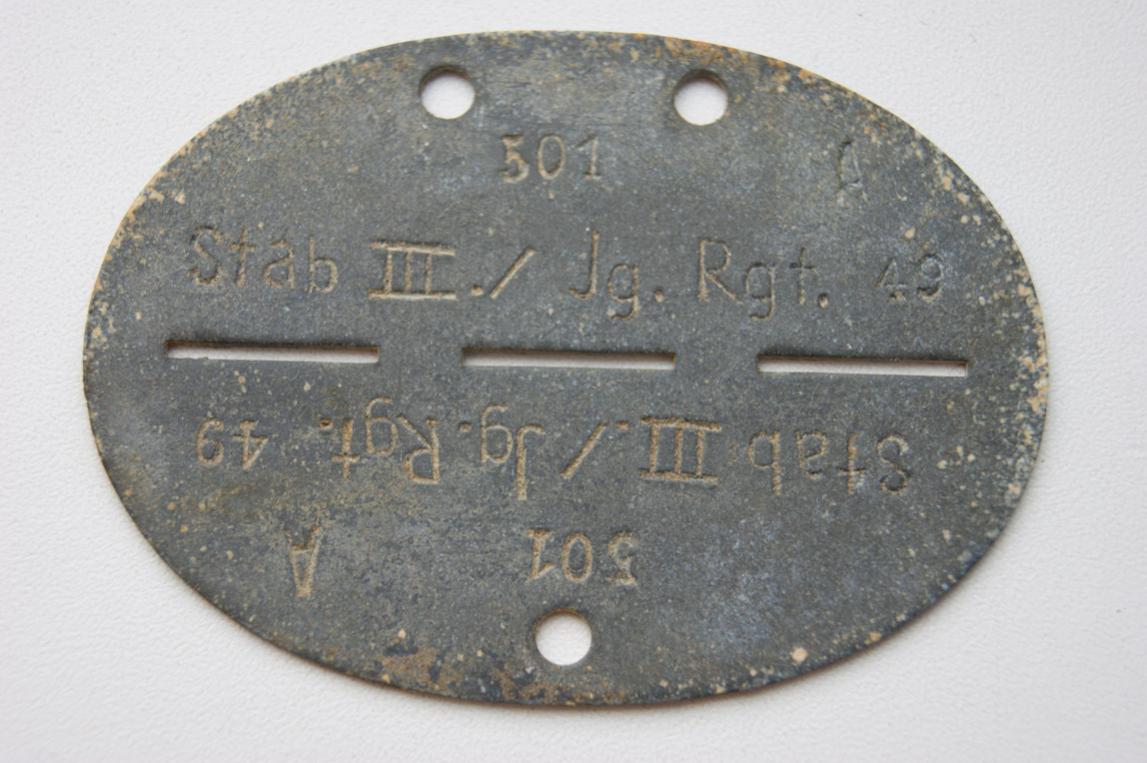 501 A
Stab III./ Jg. Rgt. 49
Stab III./Jg. Rgt. 49
501 A